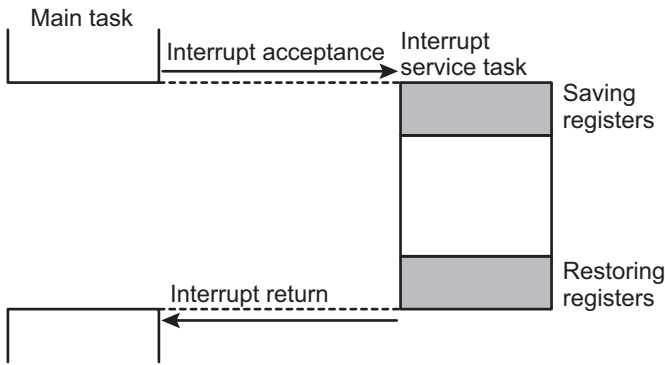 Main task
Interrupt acceptance
Interrupt
service task
Saving
registers
Restoring
registers
Interrupt return